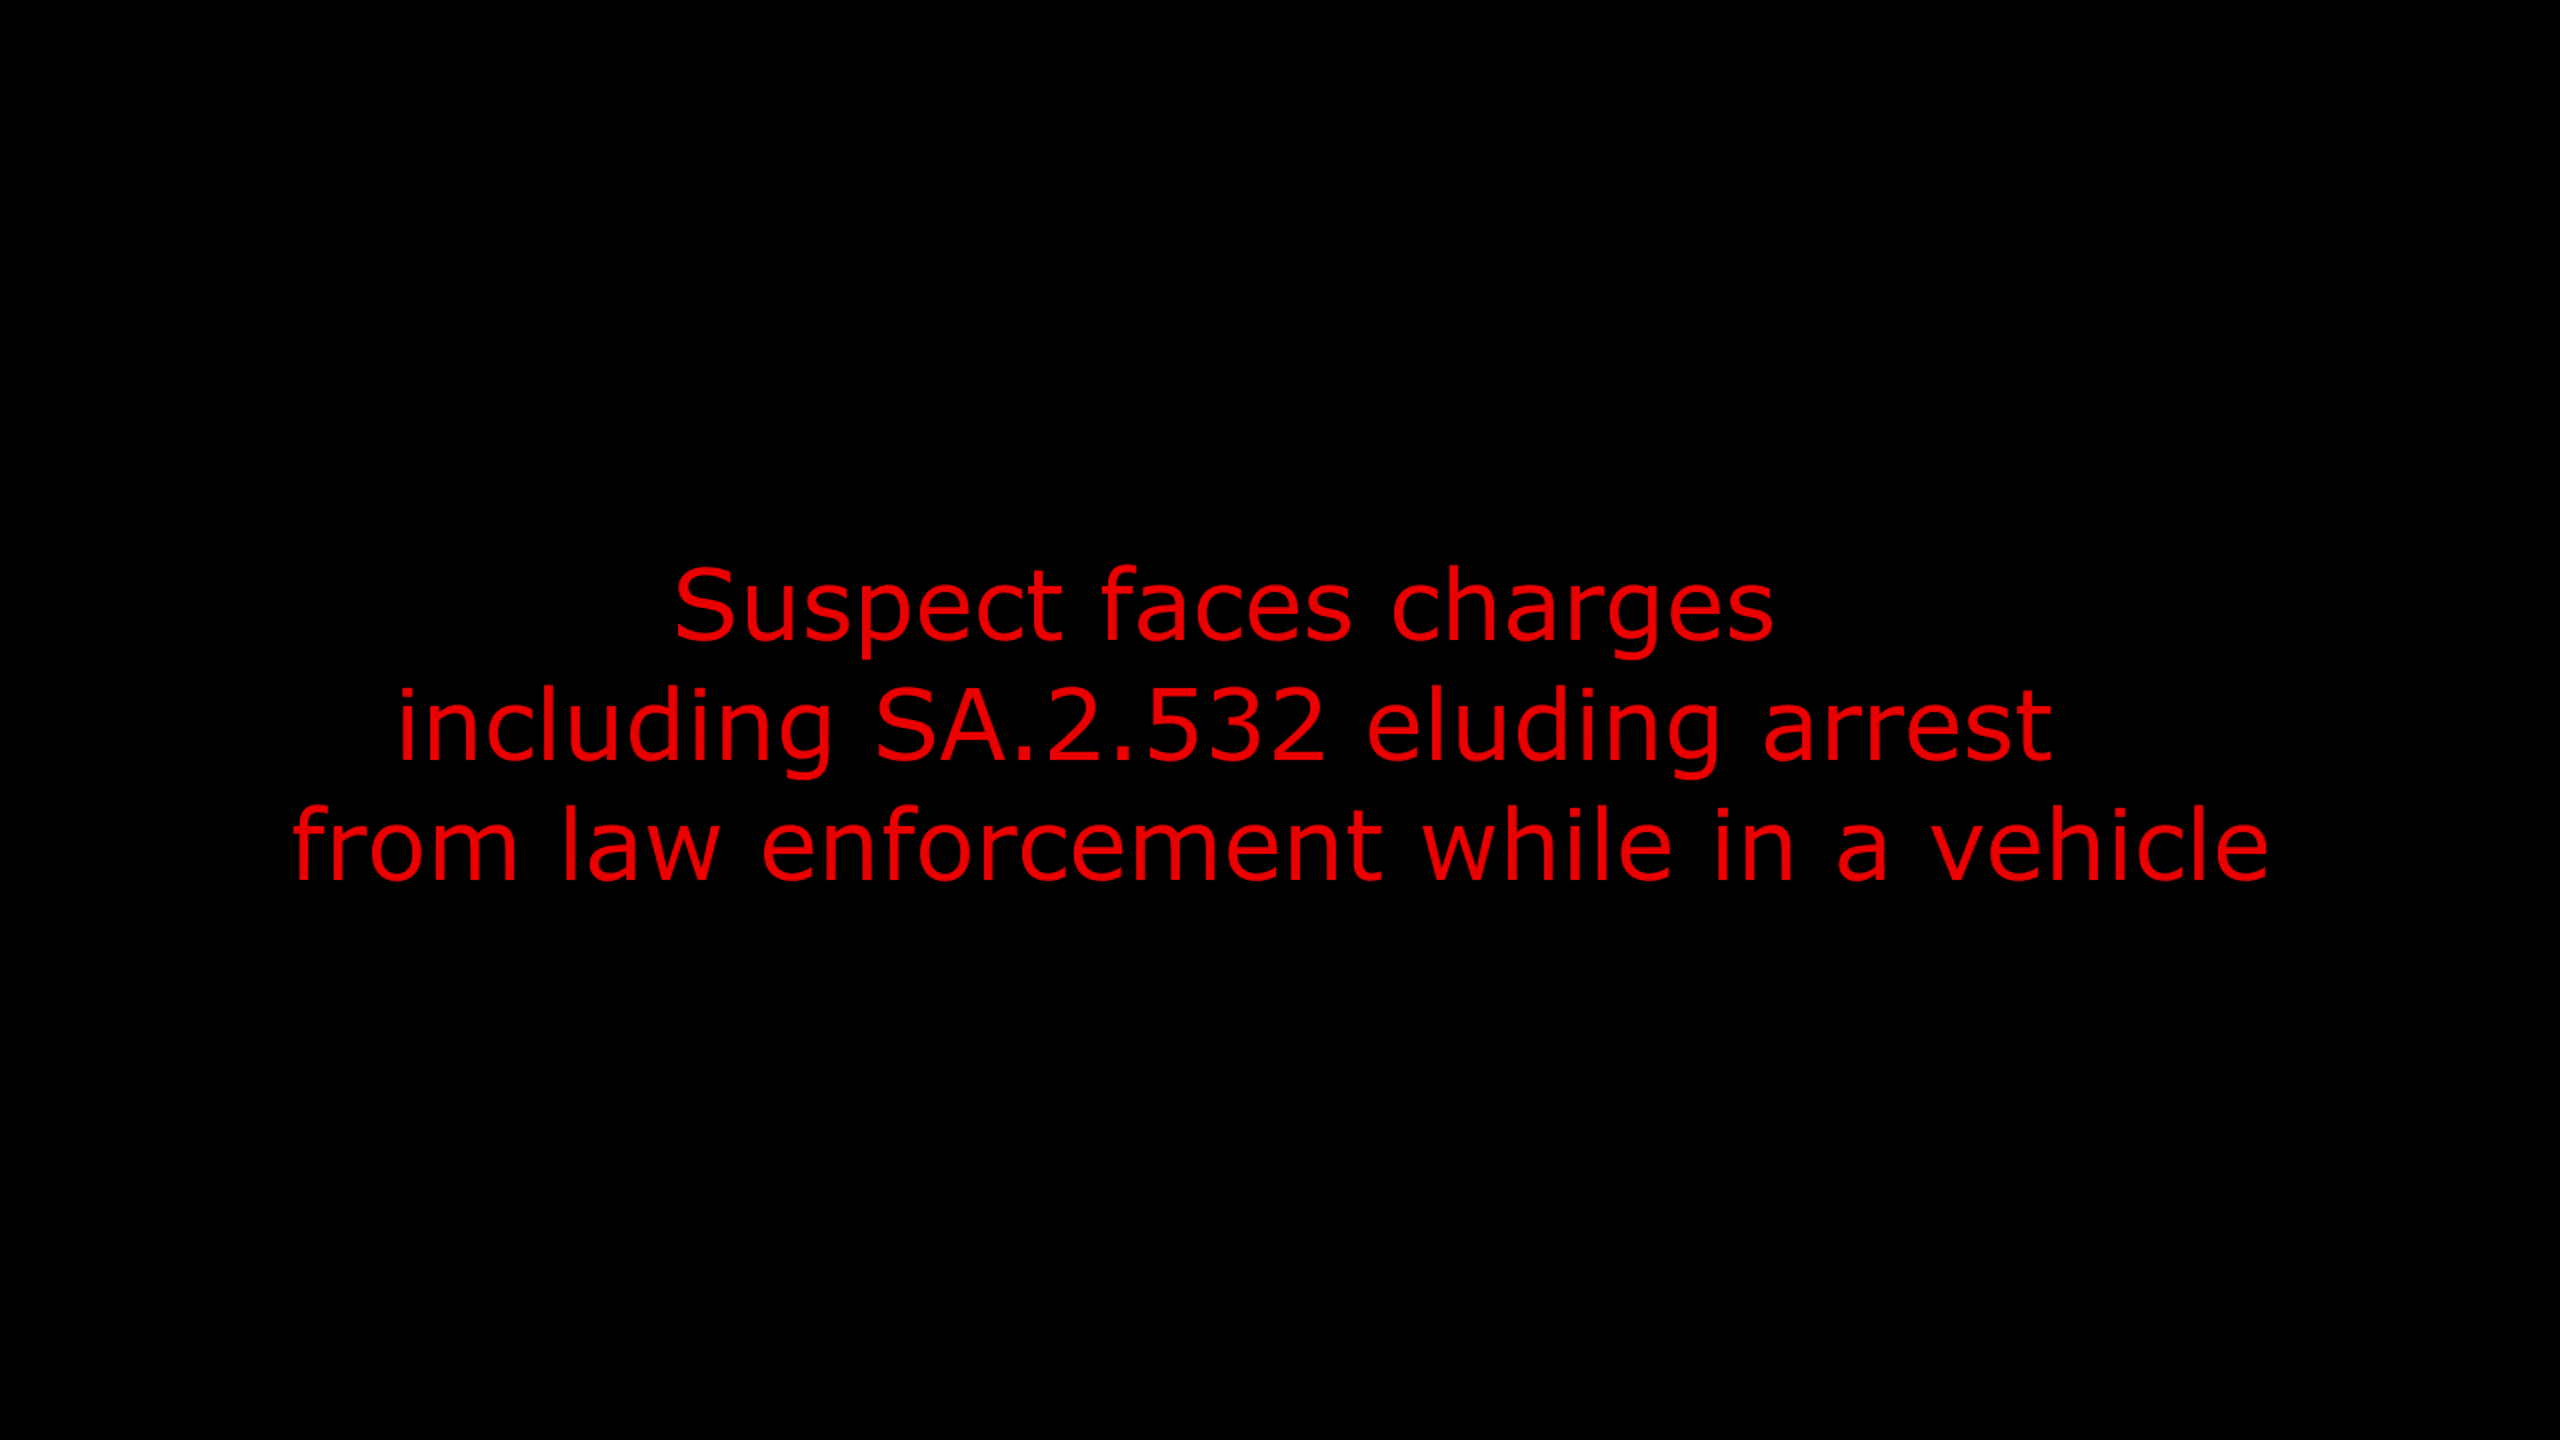 Suspect faces charges
including SA.2.532 eluding arrest
from law enforcement while in a vehicle